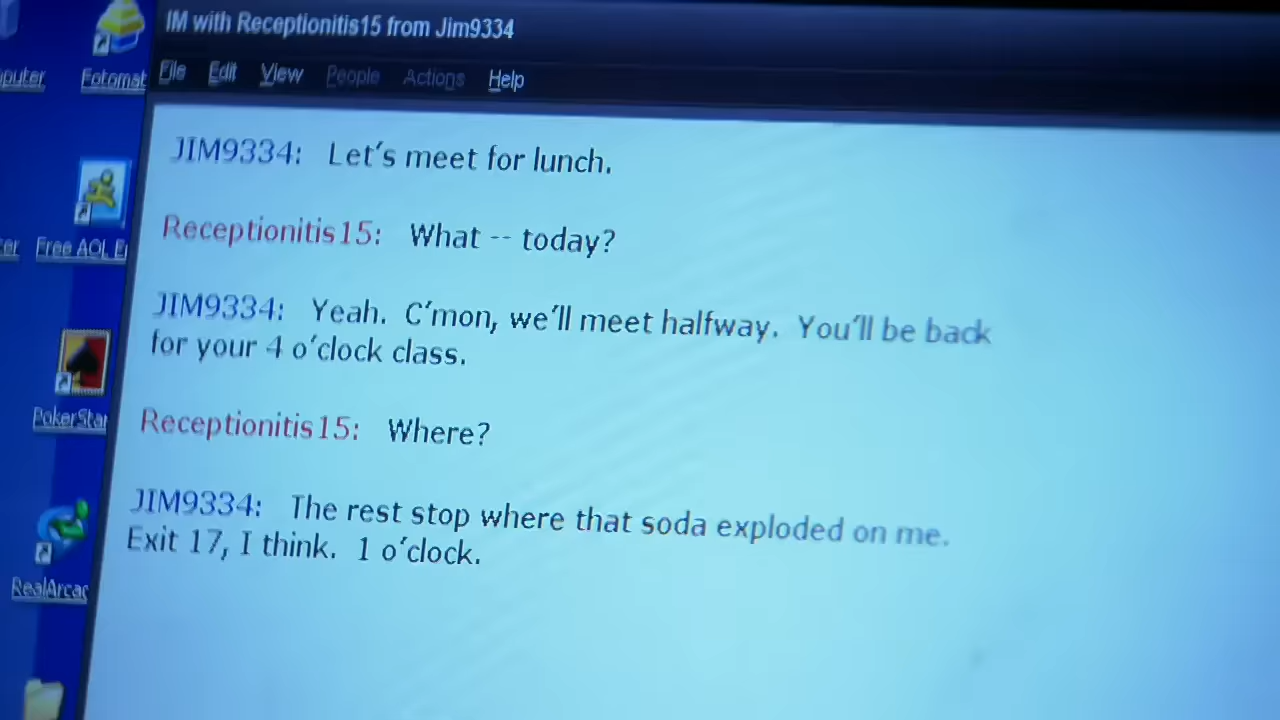 IM with Receptionitis15 from Jim9334
File Edit View People Actions Help
Fotomat
JIM9334: Let's meet for lunch.
Receptionitis15: What -- today?
Free AOL
JIM9334: Yeah. C'mon, we'll meet halfway. You'll be back
for your 4 o'clock class.
PokerStar
Receptionitis15: Where?
JIM9334: The rest stop where that soda exploded on me.
Exit 17, I think. 1 o'clock.
RealArcad